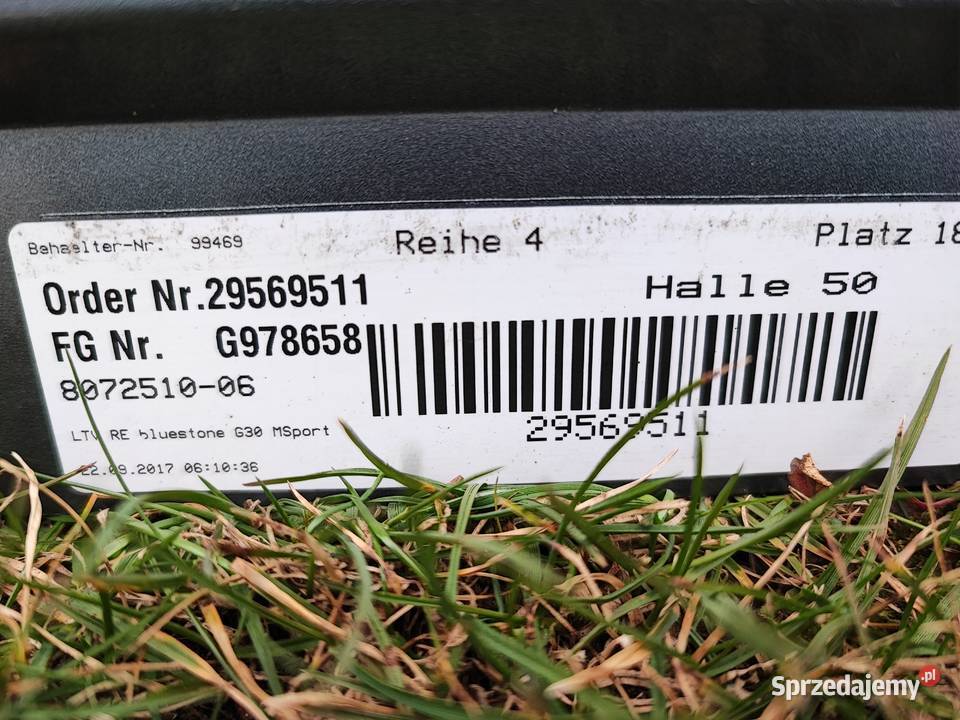 Behaelter-Nr. 99469 Reihe 4 Platz 18
Order Nr.29569511 Halle 50
FG Nr. G978658
8072510-06
29569511
LTV RE bluestone G30 MSport
22.09.2017 06:10:36
Sprzedajemy.pl